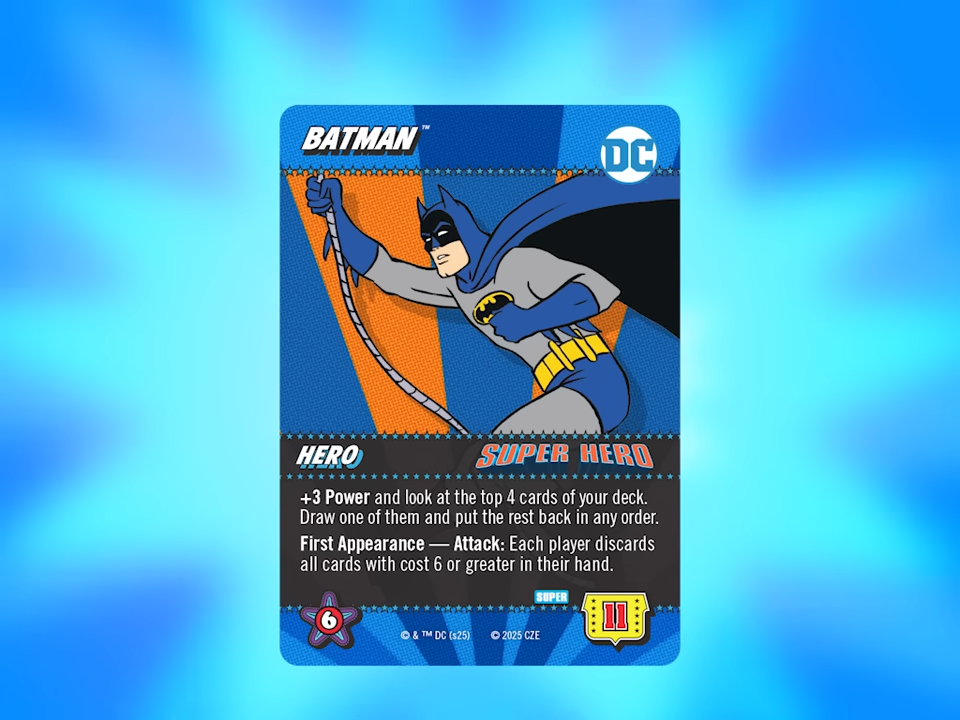 BATMAN™
DC
HERO
SUPER HERO
+3 Power and look at the top 4 cards of your deck.
Draw one of them and put the rest back in any order.
First Appearance — Attack: Each player discards
all cards with cost 6 or greater in their hand.
SUPER
6
© & ™ DC (s25)
© 2025 CZE
11